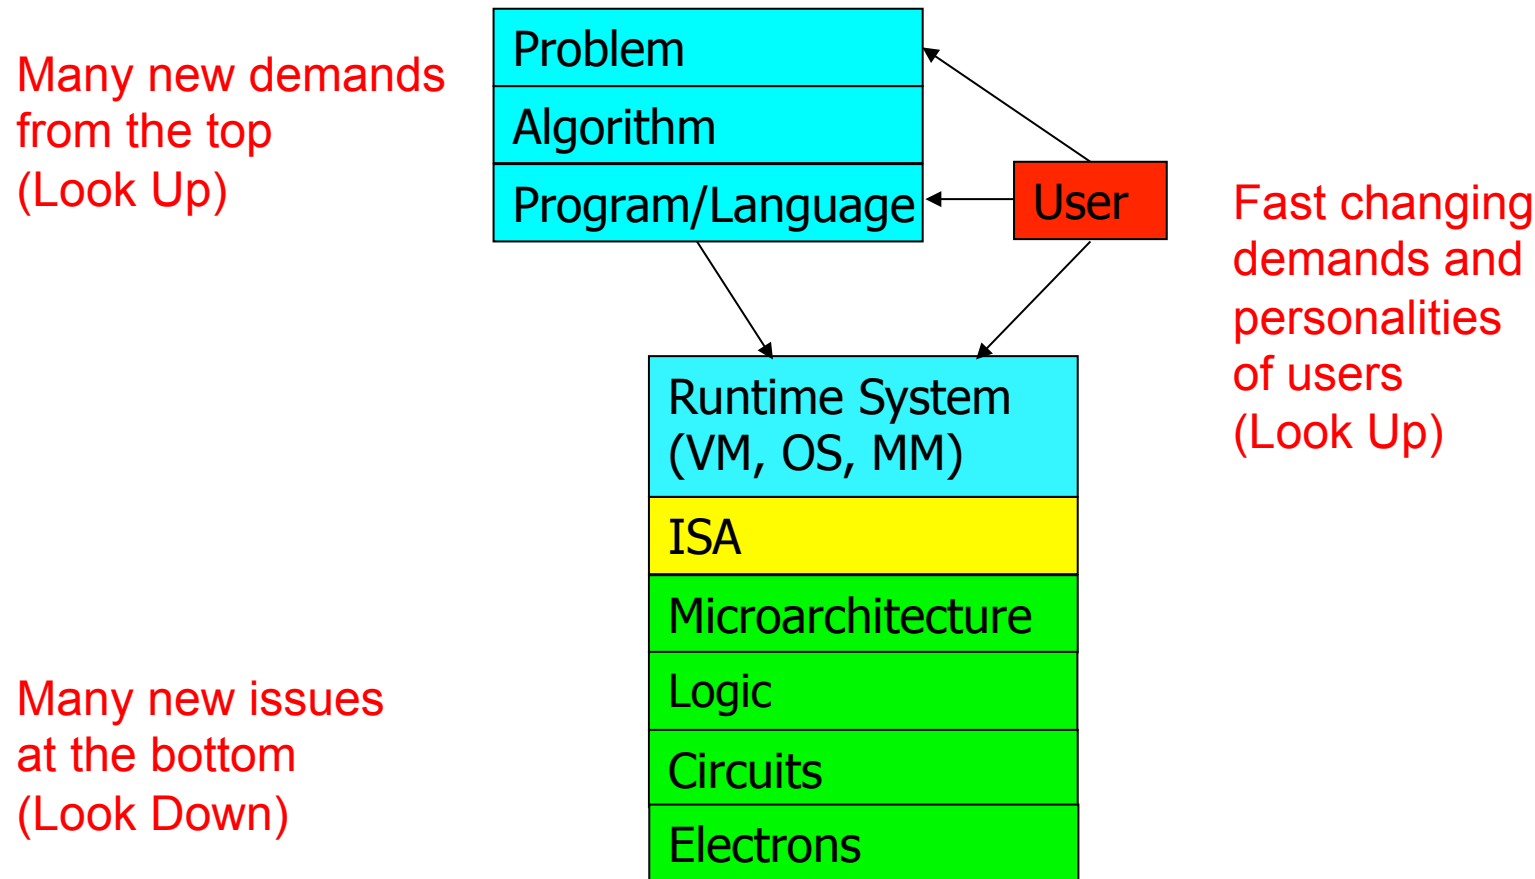 Many new demands
from the top
(Look Up)
Problem
Algorithm
Program/Language
User
Fast changing
demands and
personalities
of users
(Look Up)
Runtime System
(VM, OS, MM)
ISA
Microarchitecture
Logic
Circuits
Electrons
Many new issues
at the bottom
(Look Down)